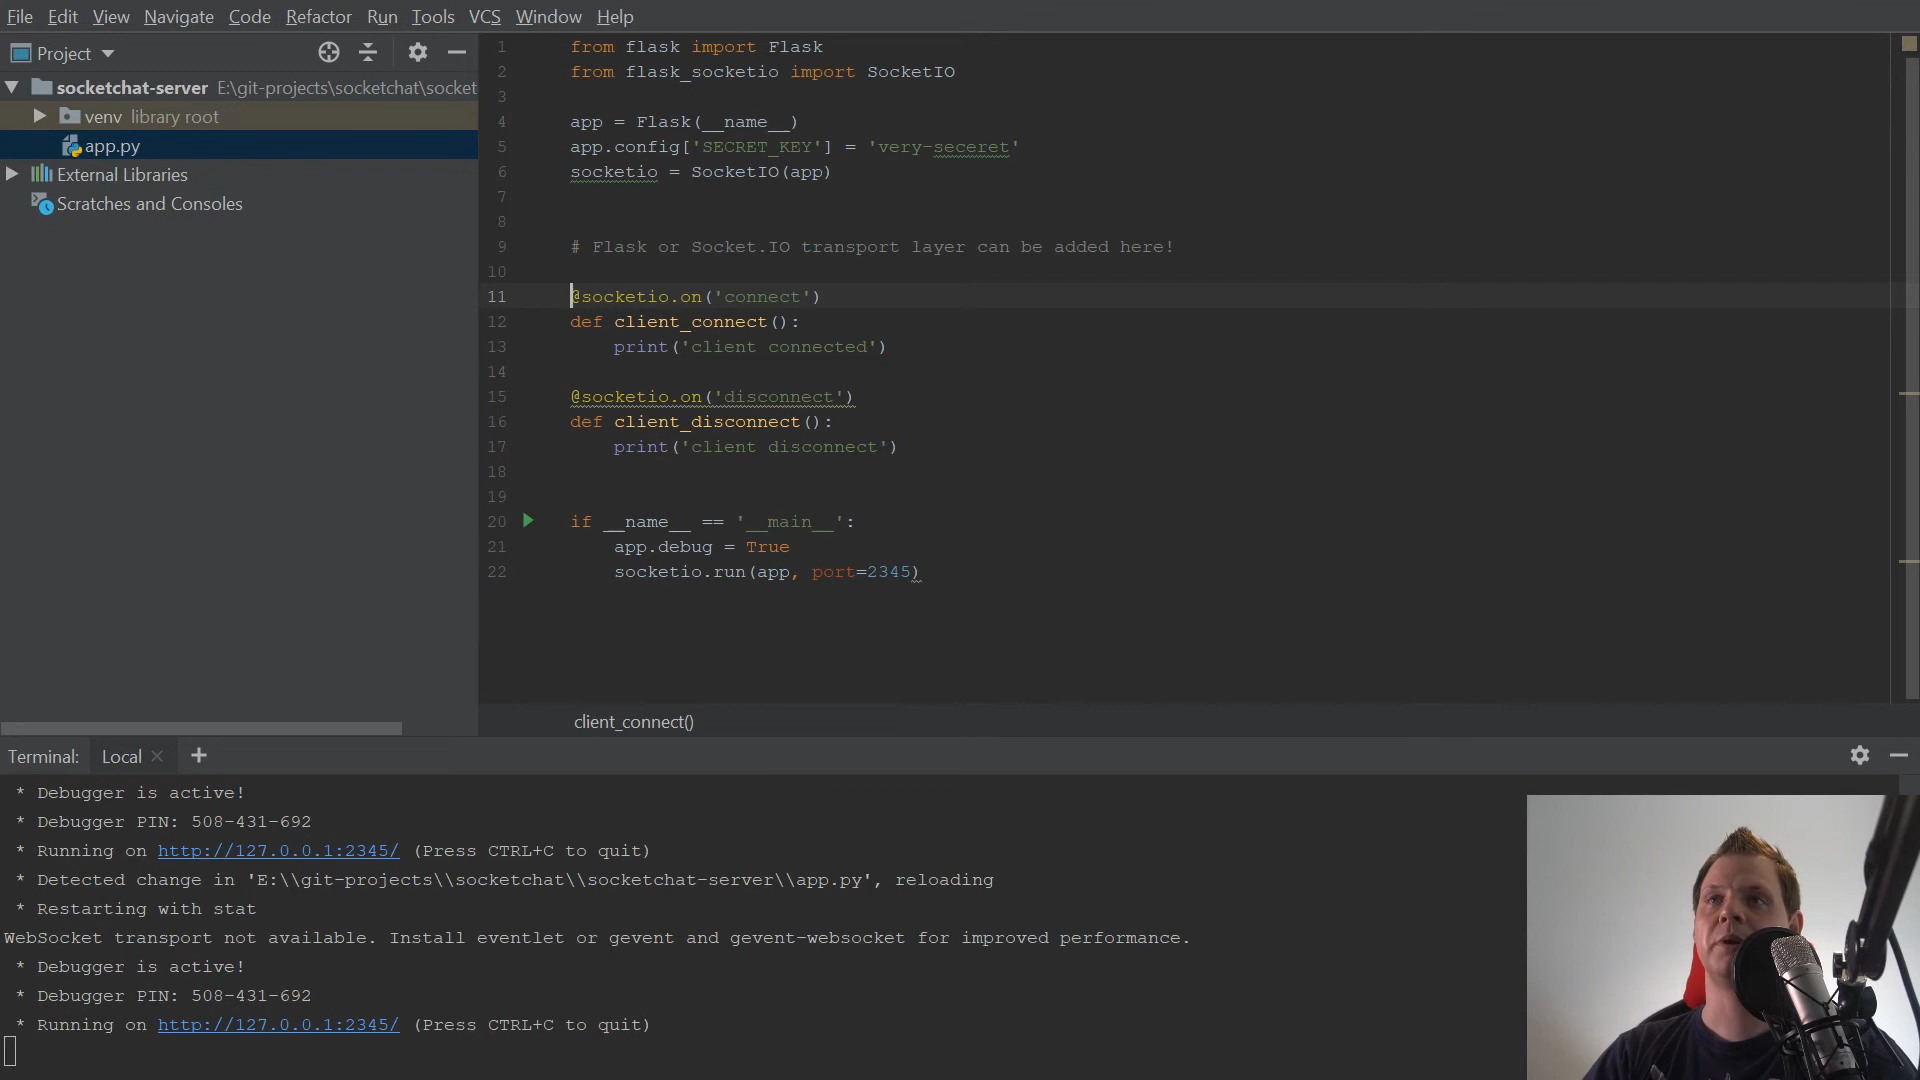 File Edit View Navigate Code Refactor Run Tools VCS Window Help
Project
socketchat-server E:\git-projects\socketchat\socket
venv library root
app.py
External Libraries
Scratches and Consoles
1 from flask import Flask
2 from flask_socketio import SocketIO
3
4 app = Flask(__name__)
5 app.config['SECRET_KEY'] = 'very-seceret'
6 socketio = SocketIO(app)
7
8
9 # Flask or Socket.IO transport layer can be added here!
10
11 @socketio.on('connect')
12 def client_connect():
13 print('client connected')
14
15 @socketio.on('disconnect')
16 def client_disconnect():
17 print('client disconnect')
18
19
20 if __name__ == '__main__':
21 app.debug = True
22 socketio.run(app, port=2345)
client_connect()
Terminal: Local
* Debugger is active!
* Debugger PIN: 508-431-692
* Running on http://127.0.0.1:2345/ (Press CTRL+C to quit)
* Detected change in 'E:\\git-projects\\socketchat\\socketchat-server\\app.py', reloading
* Restarting with stat
WebSocket transport not available. Install eventlet or gevent and gevent-websocket for improved performance.
* Debugger is active!
* Debugger PIN: 508-431-692
* Running on http://127.0.0.1:2345/ (Press CTRL+C to quit)